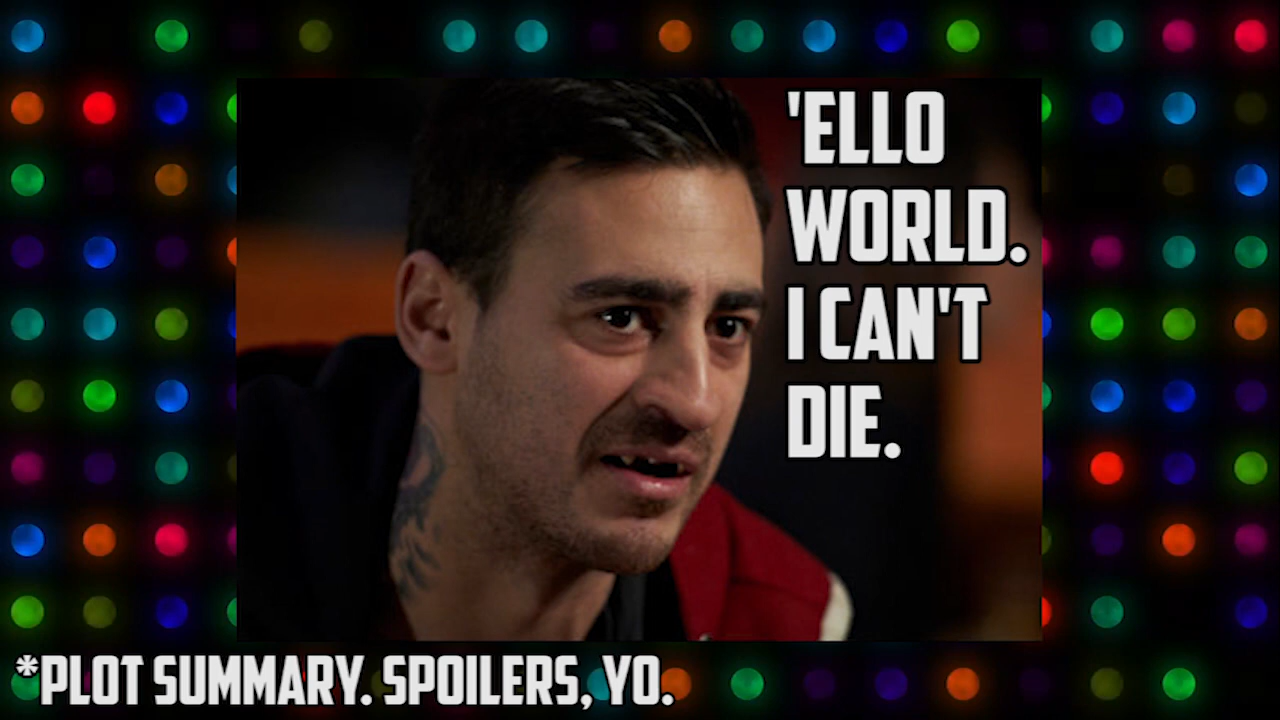 'ELLO
WORLD.
I CAN'T
DIE.
*PLOT SUMMARY. SPOILERS, YO.